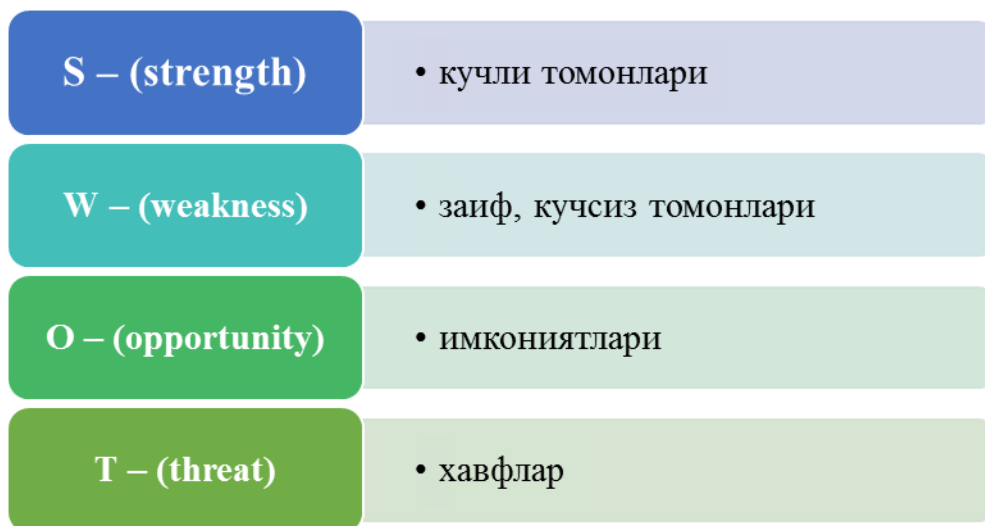 S – (strength)
• кучли томонлари
W – (weakness)
• заиф, кучсиз томонлари
O – (opportunity)
• имкониятлари
T – (threat)
• хавфлар